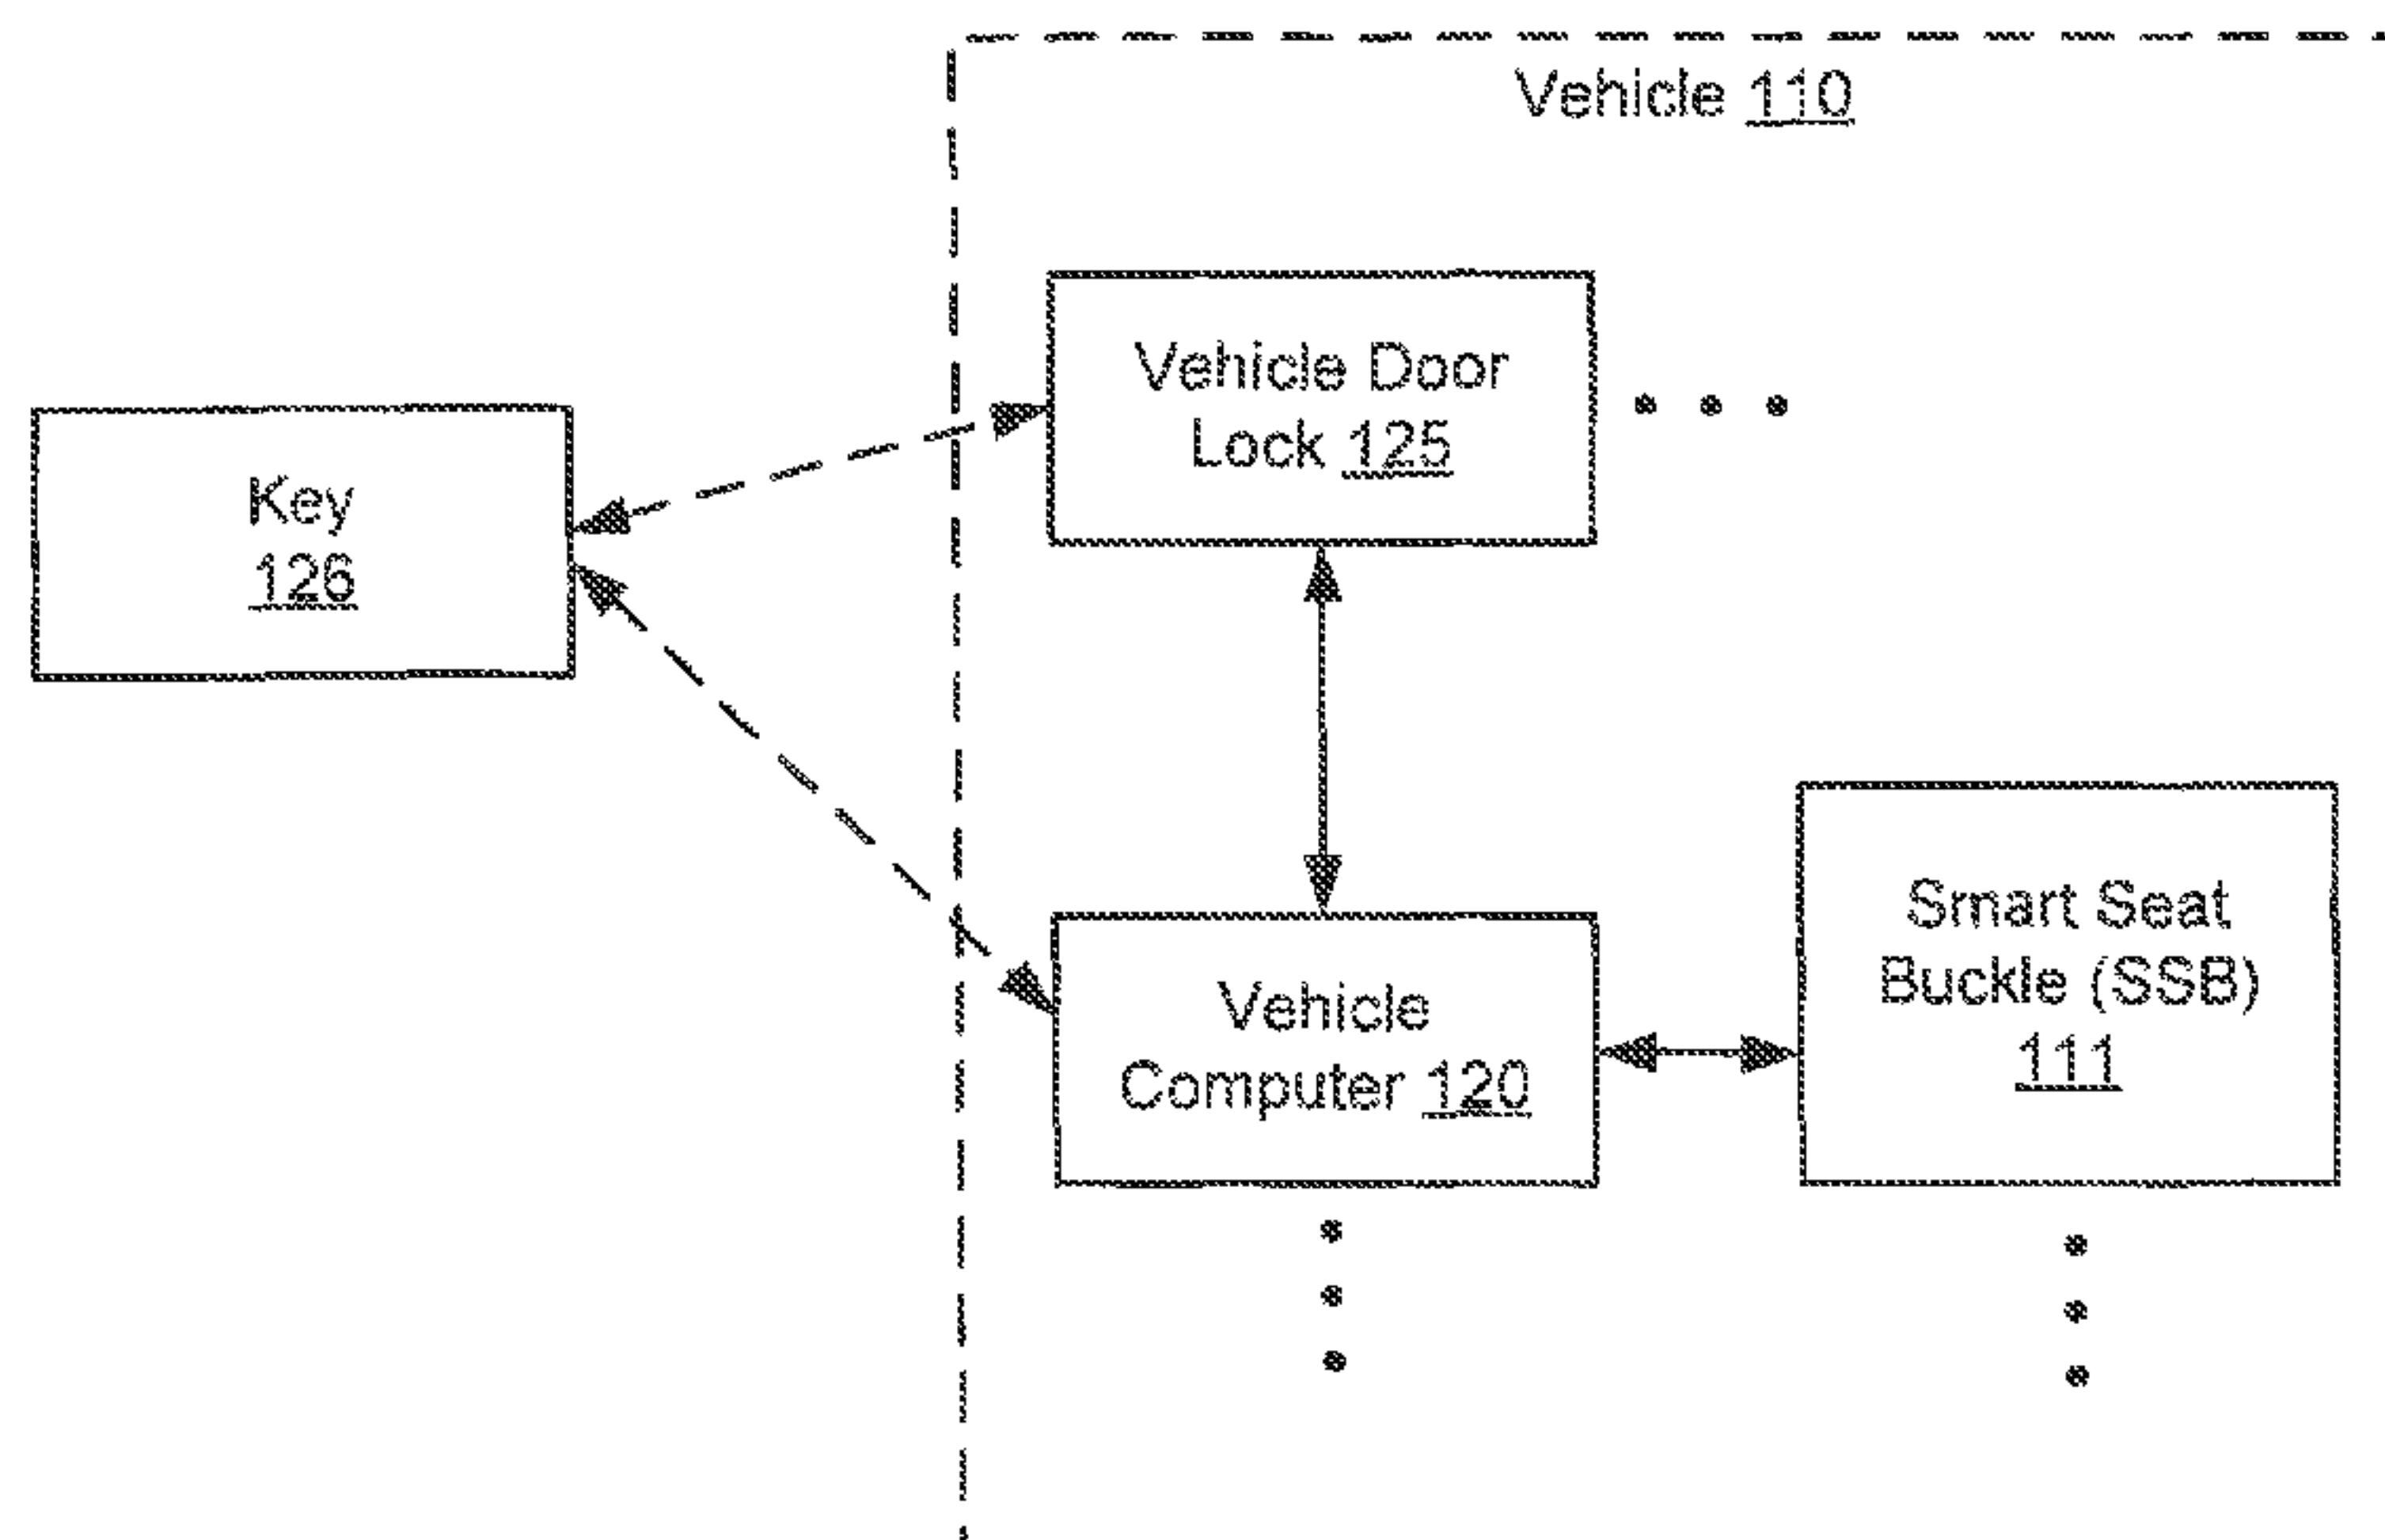 Vehicle 110
Vehicle Door
Lock 125
Key
126
Smart Seat
Buckle (SSB)
111
Vehicle
Computer 120